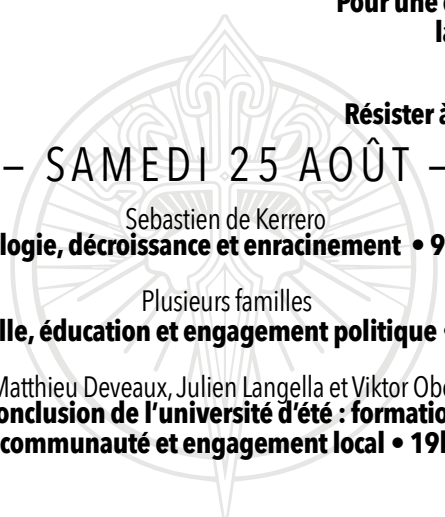 Pour une
la
Résister à
– SAMEDI 25 AOÛT –
Sebastien de Kerrero
logie, décroissance et enracinement • 9
Plusieurs familles
lle, éducation et engagement politique •
Matthieu Deveaux, Julien Langella et Viktor Obe
onclusion de l’université d’été : formatio
communauté et engagement local • 19h